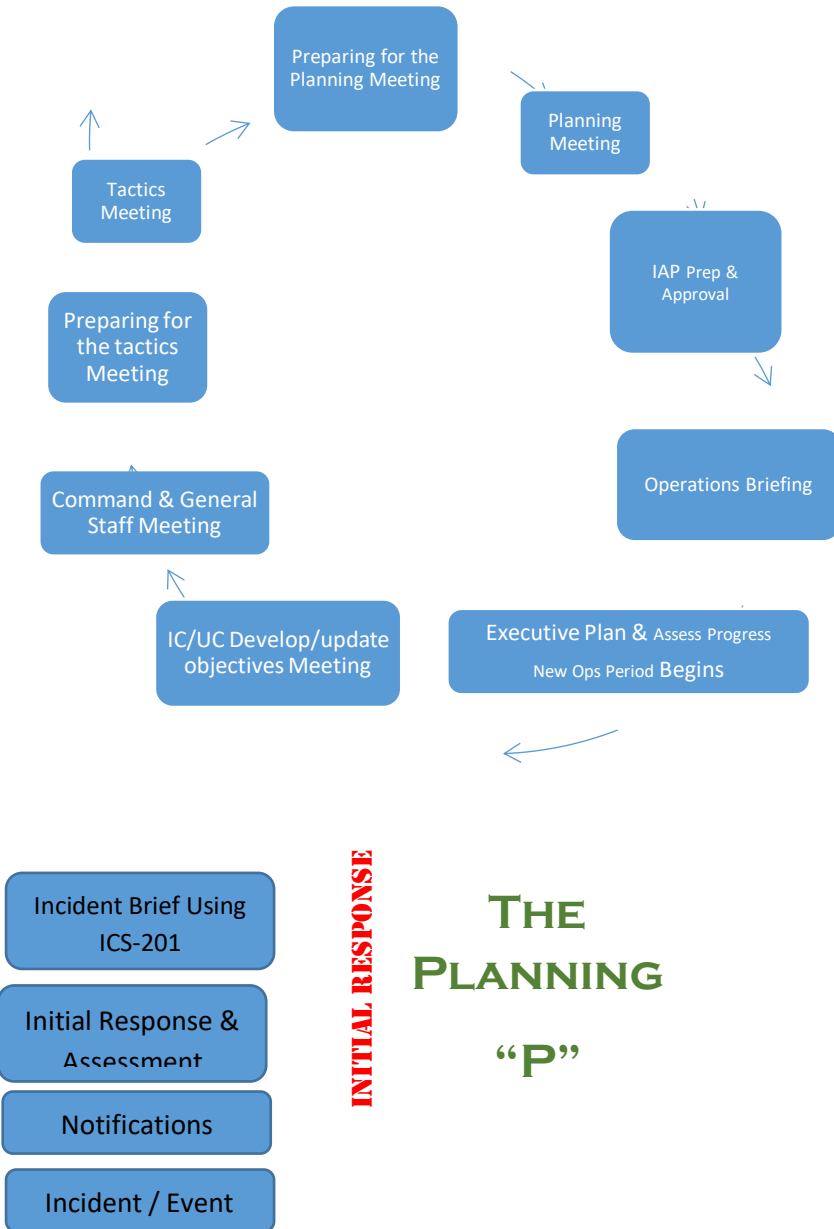 Preparing for the
Planning Meeting
Planning
Meeting
Tactics
Meeting
IAP Prep &
Approval
Preparing for
the tactics
Meeting
Operations Briefing
Command & General
Staff Meeting
IC/UC Develop/update
objectives Meeting
Executive Plan & Assess Progress
New Ops Period Begins
Incident Brief Using
ICS-201
Initial Response &
Assessment
Notifications
Incident / Event
INITIAL RESPONSE
THE
PLANNING
“P”